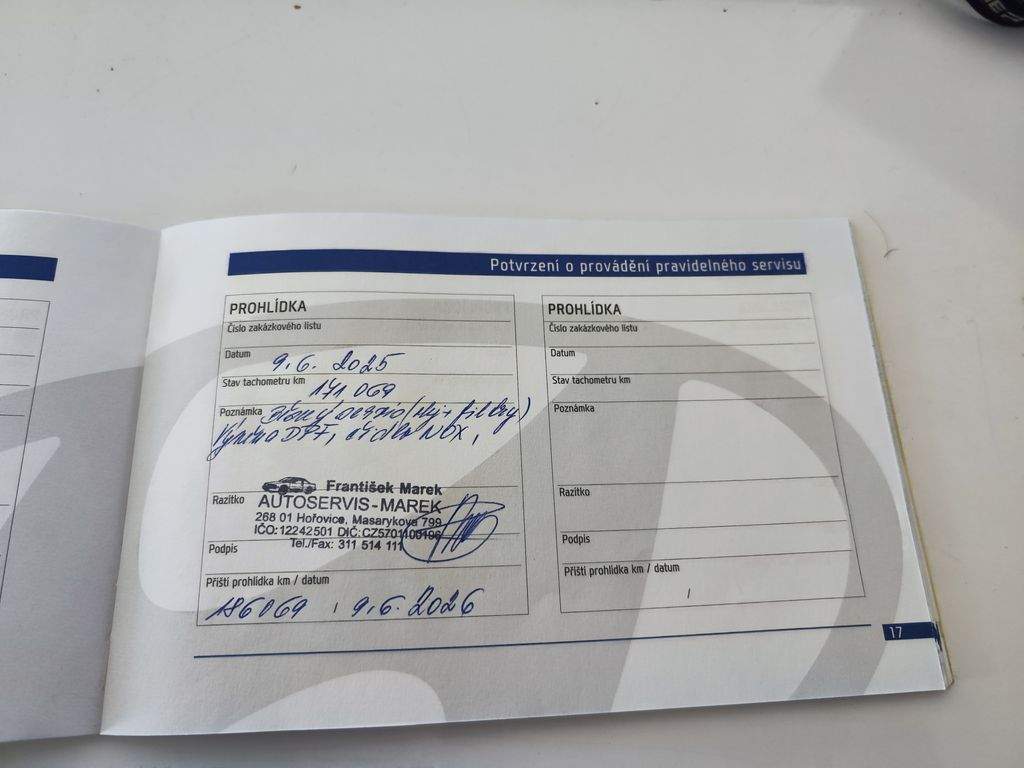 Potvrzení o provádění pravidelného servisu
PROHLÍDKA
Číslo zakázkového listu
Datum 9.6. 2025
Stav tachometru km 171 069
Poznámka (olej + filtry)
DPF, čidlo NOX,
Razítko
František Marek
AUTOSERVIS-MAREK
268 01 Hořovice, Masarykova 799
IČO: 12242501 DIČ: CZ5701100196
Tel./Fax: 311 514 111
Podpis
Příští prohlídka km / datum
186069 / 9.6.2026
PROHLÍDKA
Číslo zakázkového listu
Datum
Stav tachometru km
Poznámka
Razítko
Podpis
Příští prohlídka km / datum
/
17